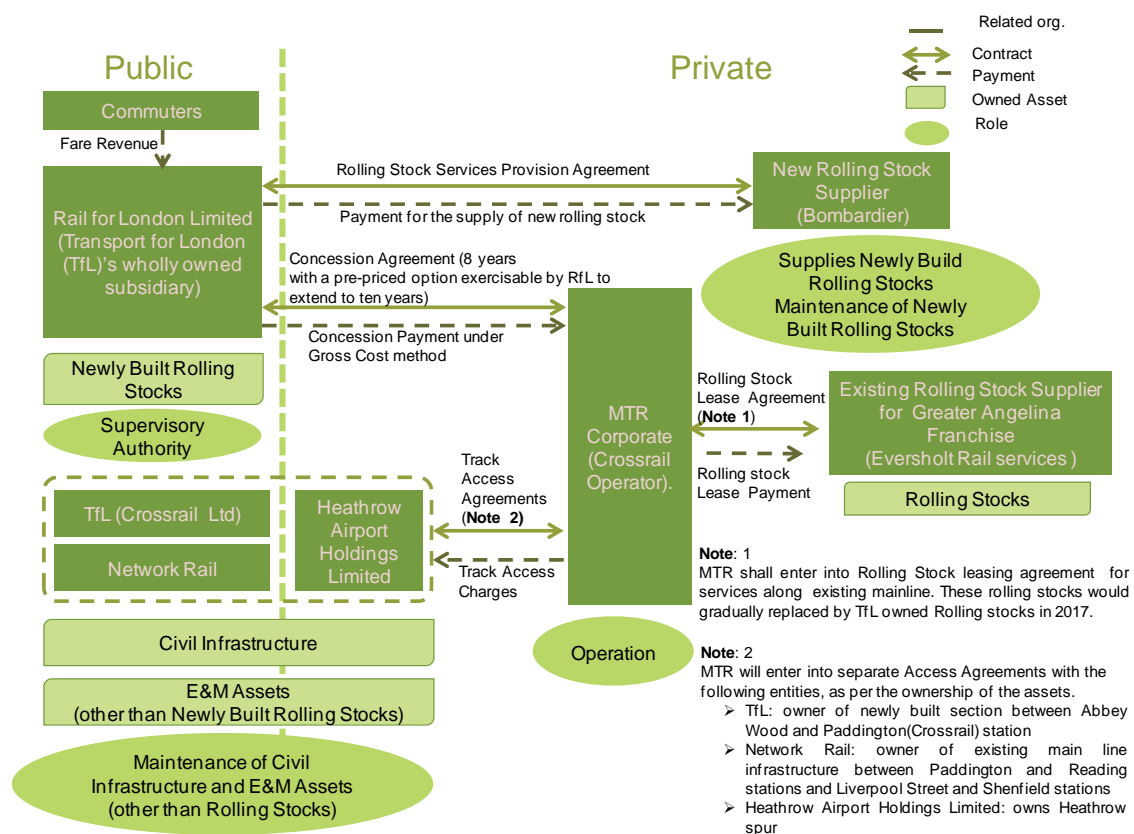 Related org.
Contract
Payment
Owned Asset
Role
Public
Private
Commuters
Fare Revenue
Rail for London Limited
(Transport for London
(TfL)'s wholly owned
subsidiary)
Rolling Stock Services Provision Agreement
Payment for the supply of new rolling stock
New Rolling Stock
Supplier
(Bombardier)
Supplies Newly Build
Rolling Stocks
Maintenance of Newly
Built Rolling Stocks
Concession Agreement (8 years
with a pre-priced option exercisable by RfL to
extend to ten years)
Concession Payment under
Gross Cost method
Newly Built Rolling
Stocks
Supervisory
Authority
MTR
Corporate
(Crossrail
Operator).
Rolling Stock
Lease Agreement
(Note 1)
Rolling stock
Lease Payment
Existing Rolling Stock Supplier
for Greater Angelina
Franchise
(Eversholt Rail services )
Rolling Stocks
TfL (Crossrail Ltd)
Network Rail
Heathrow
Airport
Holdings
Limited
Track
Access
Agreements
(Note 2)
Track Access
Charges
Civil Infrastructure
E&M Assets
(other than Newly Built Rolling Stocks)
Maintenance of Civil
Infrastructure and E&M Assets
(other than Rolling Stocks)
Operation
Note: 1
MTR shall enter into Rolling Stock leasing agreement for
services along existing mainline. These rolling stocks would
gradually replaced by TfL owned Rolling stocks in 2017.
Note: 2
MTR will enter into separate Access Agreements with the
following entities, as per the ownership of the assets.
➢ TfL: owner of newly built section between Abbey
Wood and Paddington(Crossrail) station
➢ Network Rail: owner of existing main line
infrastructure between Paddington and Reading
stations and Liverpool Street and Shenfield stations
➢ Heathrow Airport Holdings Limited: owns Heathrow
spur